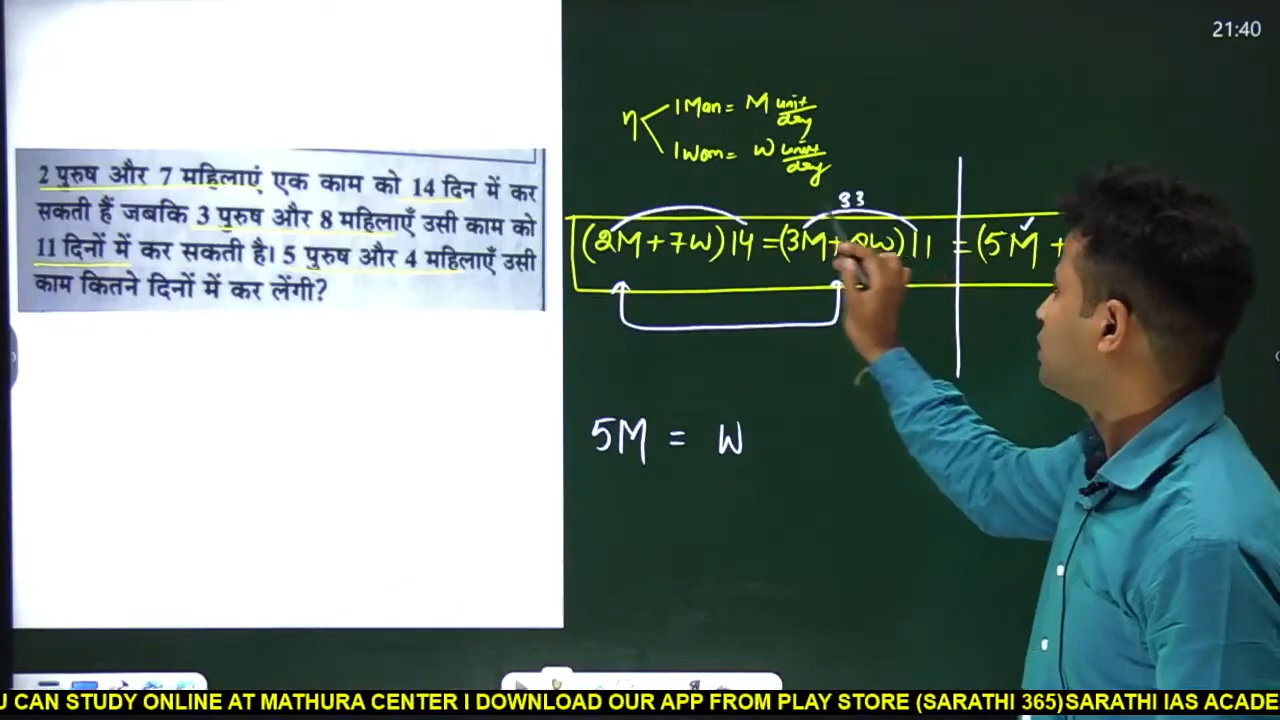 21:40
η 1 Man = M unit/day
1 Wom = W unit/day
2 पुरुष और 7 महिलाएं एक काम को 14 दिन में कर
सकती हैं जबकि 3 पुरुष और 8 महिलाएँ उसी काम को
11 दिनों में कर सकती है। 5 पुरुष और 4 महिलाएँ उसी
काम कितने दिनों में कर लेंगी?
33
(2M + 7W) 14 = (3M + 8W) 11 = (5M +
5M = W
U CAN STUDY ONLINE AT MATHURA CENTER I DOWNLOAD OUR APP FROM PLAY STORE (SARATHI 365)SARATHI IAS ACADE